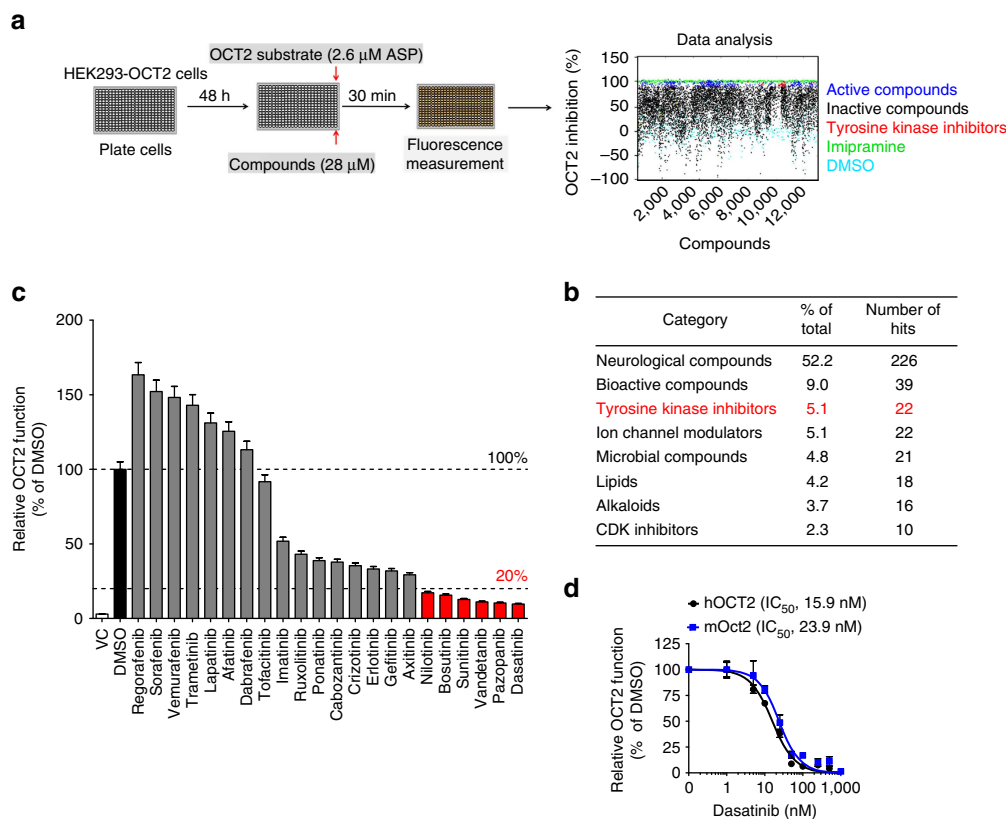 a
OCT2 substrate (2.6 μM ASP)
HEK293-OCT2 cells
48 h
30 min
Plate cells
Compounds (28 μM)
Fluorescence
measurement
Data analysis
OCT2 inhibition (%)
150
100
50
0
−50
−100
2,000
4,000
6,000
8,000
10,000
12,000
Compounds
Active compounds
Inactive compounds
Tyrosine kinase inhibitors
Imipramine
DMSO
c
Relative OCT2 function
(% of DMSO)
200
150
100
50
0
100%
20%
VC
DMSO
Regorafenib
Sorafenib
Vemurafenib
Trametinib
Lapatinib
Afatinib
Dabrafenib
Tofacitinib
Imatinib
Ruxolitinib
Ponatinib
Cabozantinib
Crizotinib
Erlotinib
Gefitinib
Axitinib
Nilotinib
Bosutinib
Sunitinib
Vandetanib
Pazopanib
Dasatinib
b
Category % of total Number of hits
Neurological compounds 52.2 226
Bioactive compounds 9.0 39
Tyrosine kinase inhibitors 5.1 22
Ion channel modulators 5.1 22
Microbial compounds 4.8 21
Lipids 4.2 18
Alkaloids 3.7 16
CDK inhibitors 2.3 10
d
hOCT2 (IC50, 15.9 nM)
mOct2 (IC50, 23.9 nM)
Relative OCT2 function
(% of DMSO)
125
100
75
50
25
0
0 1 10 100 1,000
Dasatinib (nM)